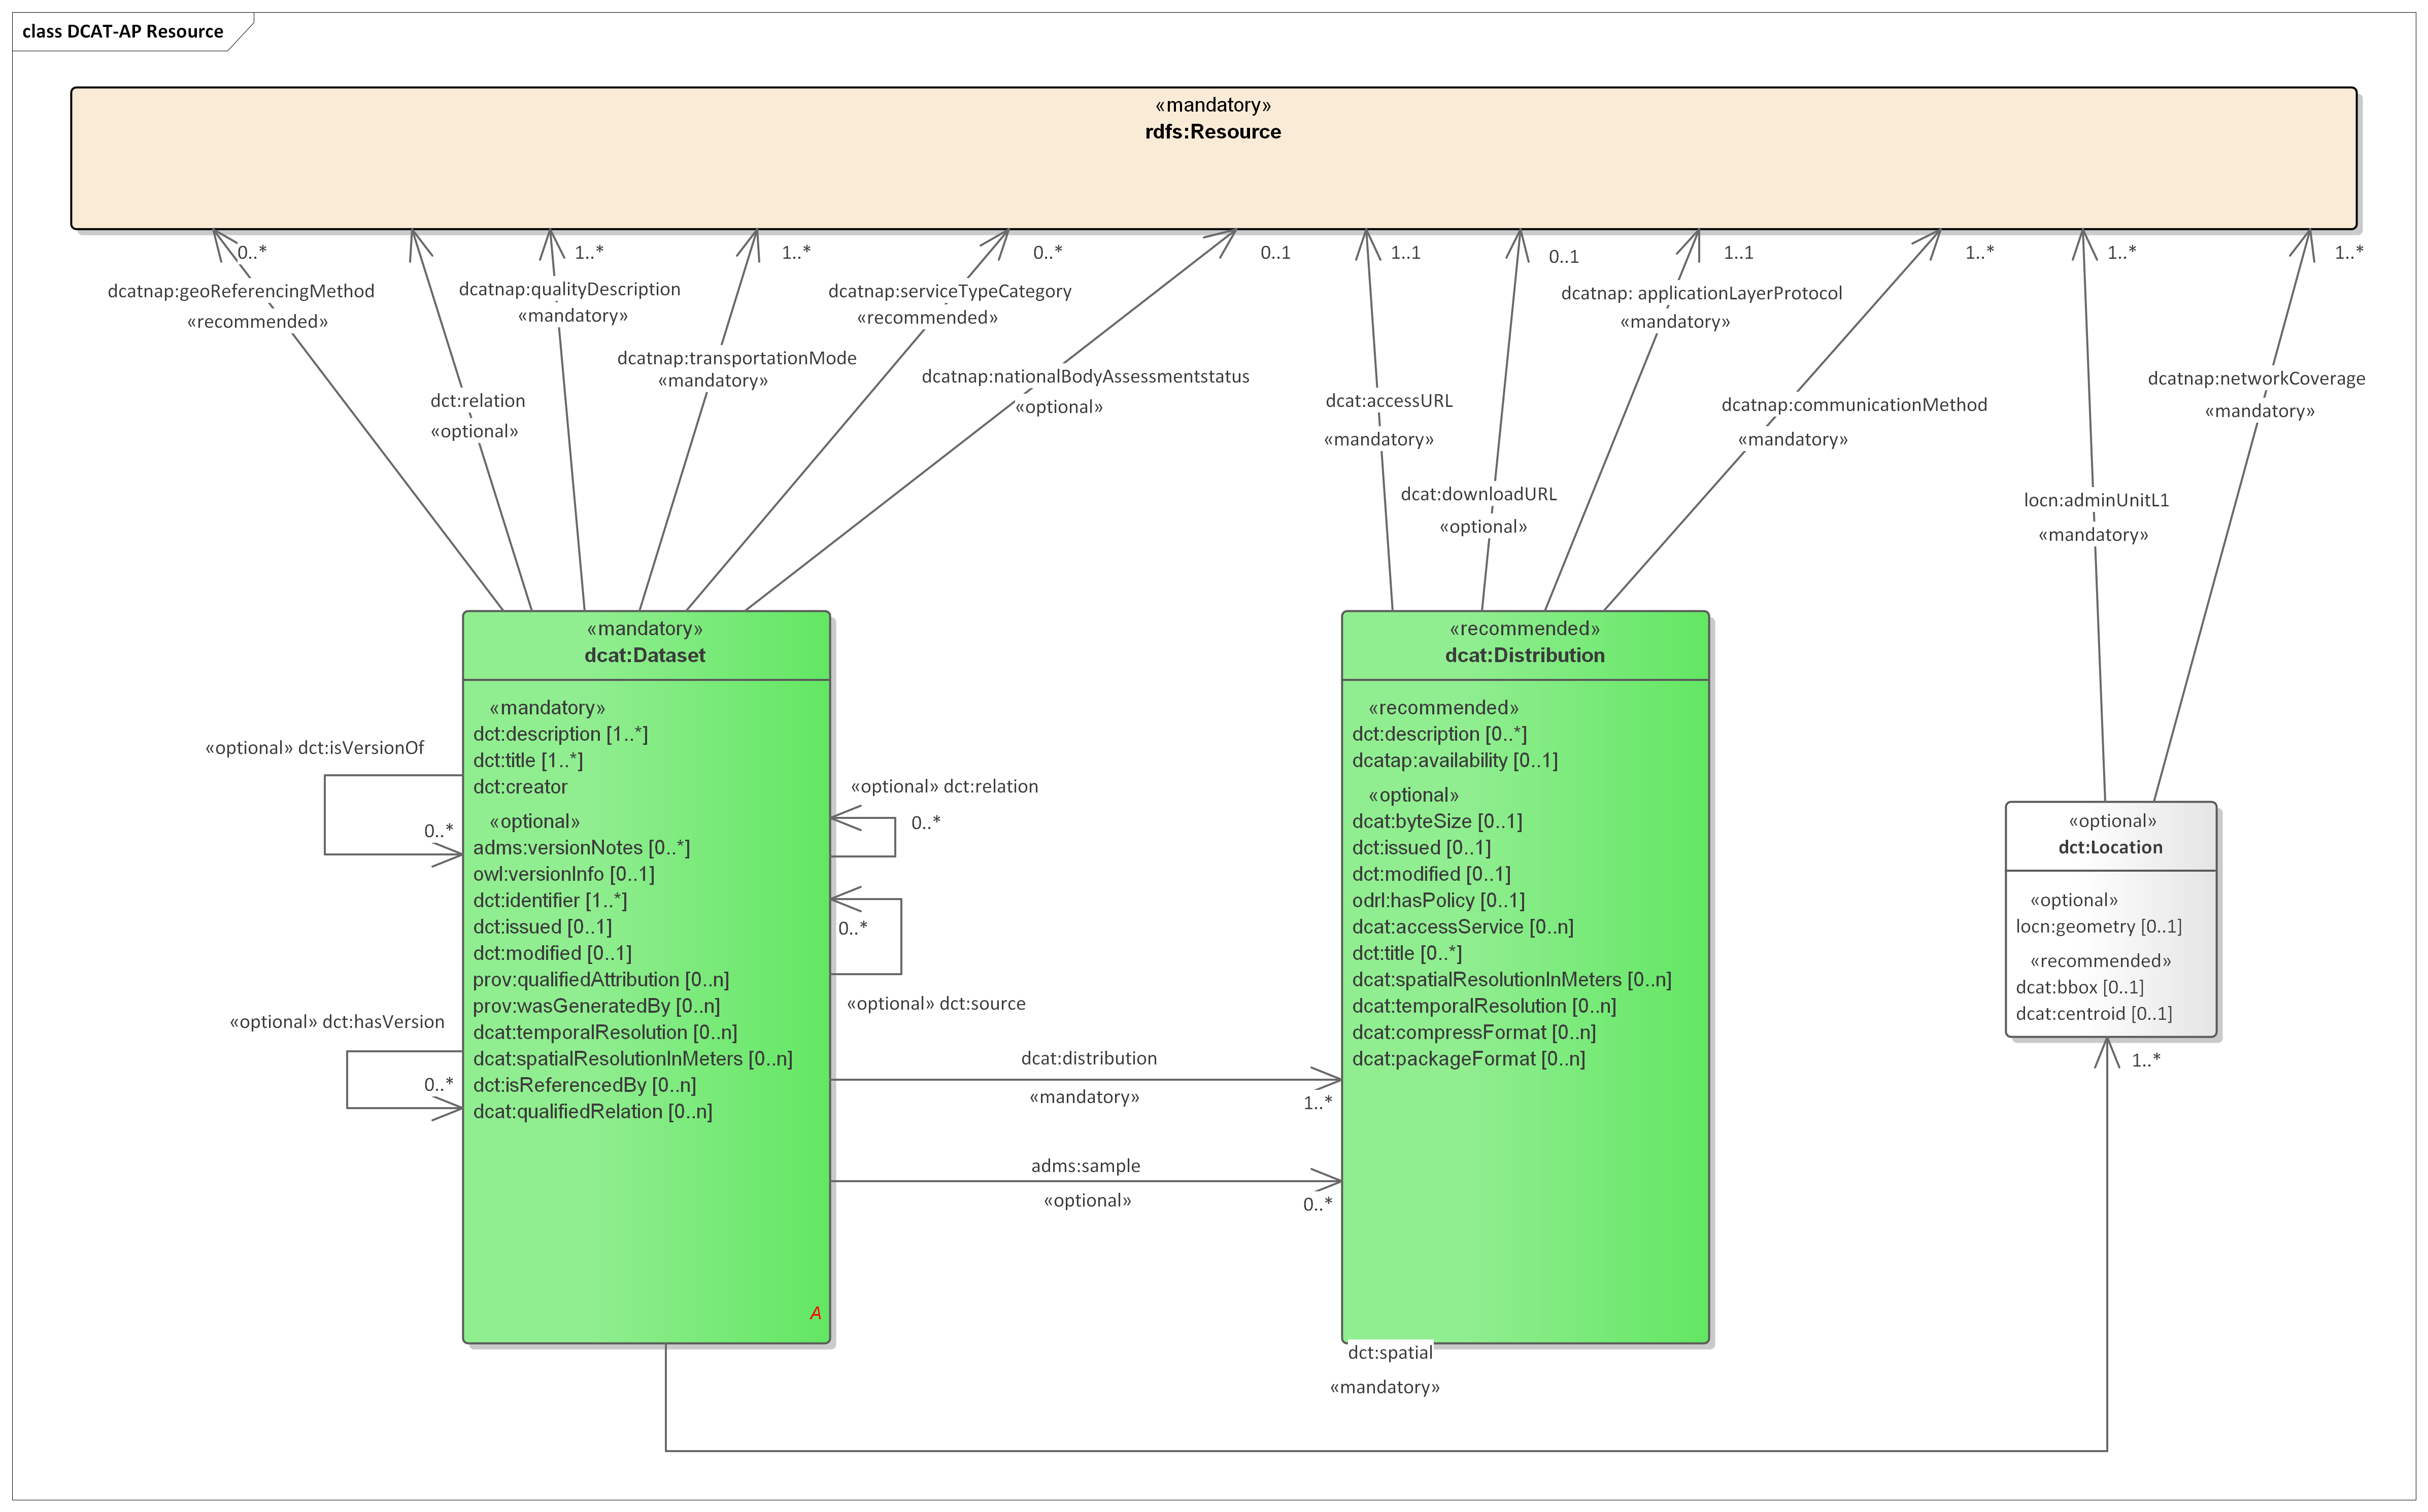 class DCAT-AP Resource
«mandatory»
rdfs:Resource
0..*
1..*
1..*
0..*
0..1
1..1
0..1
1..1
1..*
1..*
1..*
dcatnap:geoReferencingMethod
«recommended»
dct:relation
«optional»
dcatnap:qualityDescription
«mandatory»
dcatnap:transportationMode
«mandatory»
dcatnap:serviceTypeCategory
«recommended»
dcatnap:nationalBodyAssessmentstatus
«optional»
dcat:accessURL
«mandatory»
dcat:downloadURL
«optional»
dcatnap: applicationLayerProtocol
«mandatory»
dcatnap:communicationMethod
«mandatory»
locn:adminUnitL1
«mandatory»
dcatnap:networkCoverage
«mandatory»
«optional» dct:isVersionOf
0..*
«optional» dct:hasVersion
0..*
«mandatory»
dcat:Dataset
«mandatory»
dct:description [1..*]
dct:title [1..*]
dct:creator
«optional»
adms:versionNotes [0..*]
owl:versionInfo [0..1]
dct:identifier [1..*]
dct:issued [0..1]
dct:modified [0..1]
prov:qualifiedAttribution [0..n]
prov:wasGeneratedBy [0..n]
dcat:temporalResolution [0..n]
dcat:spatialResolutionInMeters [0..n]
dct:isReferencedBy [0..n]
dcat:qualifiedRelation [0..n]
A
«optional» dct:relation
0..*
0..*
«optional» dct:source
dcat:distribution
«mandatory»
1..*
adms:sample
«optional»
0..*
«recommended»
dcat:Distribution
«recommended»
dct:description [0..*]
dcatap:availability [0..1]
«optional»
dcat:byteSize [0..1]
dct:issued [0..1]
dct:modified [0..1]
odrl:hasPolicy [0..1]
dcat:accessService [0..n]
dct:title [0..*]
dcat:spatialResolutionInMeters [0..n]
dcat:temporalResolution [0..n]
dcat:compressFormat [0..n]
dcat:packageFormat [0..n]
«optional»
dct:Location
«optional»
locn:geometry [0..1]
«recommended»
dcat:bbox [0..1]
dcat:centroid [0..1]
1..*
dct:spatial
«mandatory»